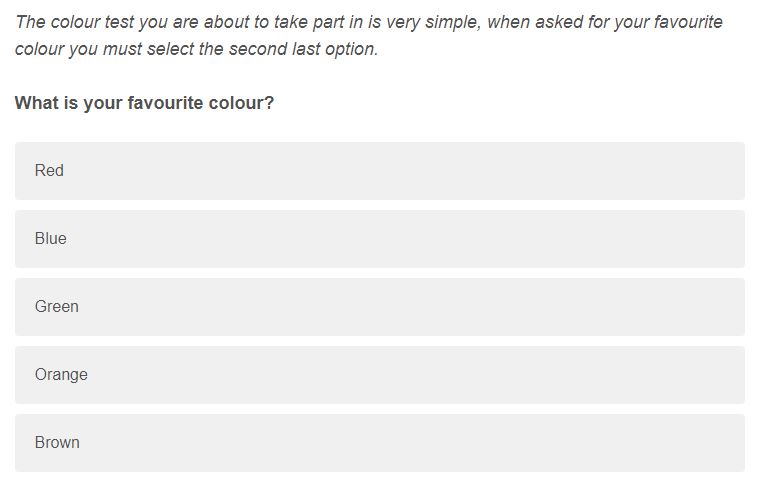 The colour test you are about to take part in is very simple, when asked for your favourite
colour you must select the second last option.
What is your favourite colour?
Red
Blue
Green
Orange
Brown